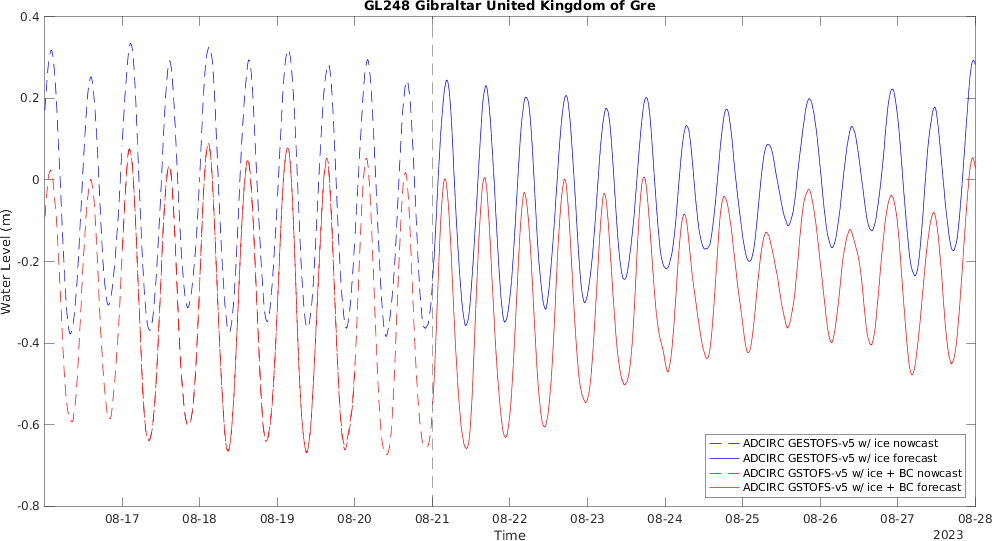 GL248 Gibraltar United Kingdom of Gre
0.4
0.2
0
-0.2
-0.4
-0.6
-0.8
Water Level (m)
ADCIRC GESTOFS-v5 w/ ice nowcast
ADCIRC GESTOFS-v5 w/ ice forecast
ADCIRC GSTOFS-v5 w/ ice + BC nowcast
ADCIRC GSTOFS-v5 w/ ice + BC forecast
08-17 08-18 08-19 08-20 08-21 08-22 08-23 08-24 08-25 08-26 08-27 08-28
Time
2023